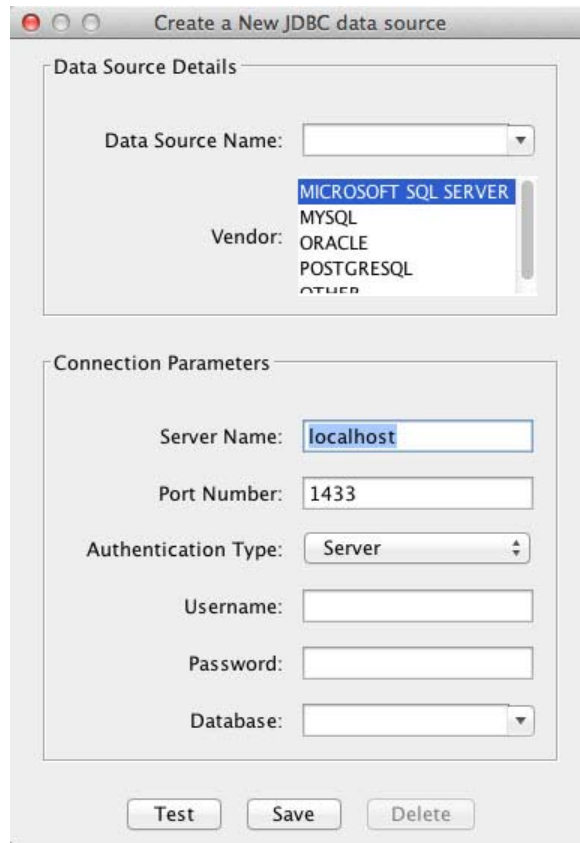 Create a New JDBC data source
Data Source Details
Data Source Name:
Vendor:
MICROSOFT SQL SERVER
MYSQL
ORACLE
POSTGRESQL
OTHER
Connection Parameters
Server Name: localhost
Port Number: 1433
Authentication Type: Server
Username:
Password:
Database:
Test Save Delete